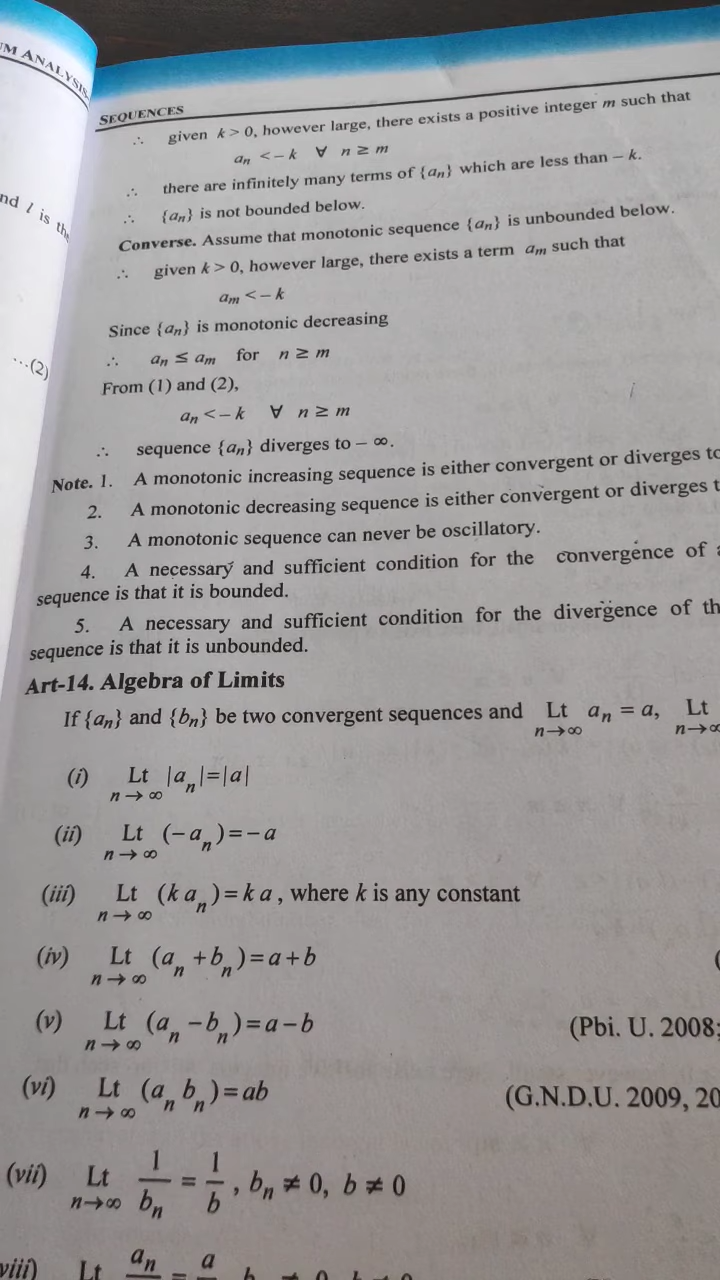 UM ANALYSIS
nd l is the
...(2)
SEQUENCES
∴ given k > 0, however large, there exists a positive integer m such that
aₙ < – k ∀ n ≥ m
∴ there are infinitely many terms of {aₙ} which are less than – k.
∴ {aₙ} is not bounded below.
Converse. Assume that monotonic sequence {aₙ} is unbounded below.
∴ given k > 0, however large, there exists a term aₘ such that
aₘ < – k
Since {aₙ} is monotonic decreasing
∴ aₙ ≤ aₘ for n ≥ m
From (1) and (2),
aₙ < – k ∀ n ≥ m
∴ sequence {aₙ} diverges to – ∞.
Note. 1. A monotonic increasing sequence is either convergent or diverges to
2. A monotonic decreasing sequence is either convergent or diverges t
3. A monotonic sequence can never be oscillatory.
4. A necessary and sufficient condition for the convergence of a
sequence is that it is bounded.
5. A necessary and sufficient condition for the divergence of th
sequence is that it is unbounded.
Art-14. Algebra of Limits
If {aₙ} and {bₙ} be two convergent sequences and Lt n→∞ aₙ = a, Lt n→∞
(i) Lt n→∞ |aₙ|=|a|
(ii) Lt n→∞ (–aₙ)=–a
(iii) Lt n→∞ (k aₙ)=k a, where k is any constant
(iv) Lt n→∞ (aₙ+bₙ)=a+b (
(v) Lt n→∞ (aₙ–bₙ)=a–b (Pbi. U. 2008;
(vi) Lt n→∞ (aₙ bₙ)=ab (G.N.D.U. 2009, 20
(vii) Lt n→∞ 1/bₙ = 1/b, bₙ ≠ 0, b ≠ 0
viii) Lt aₙ = a